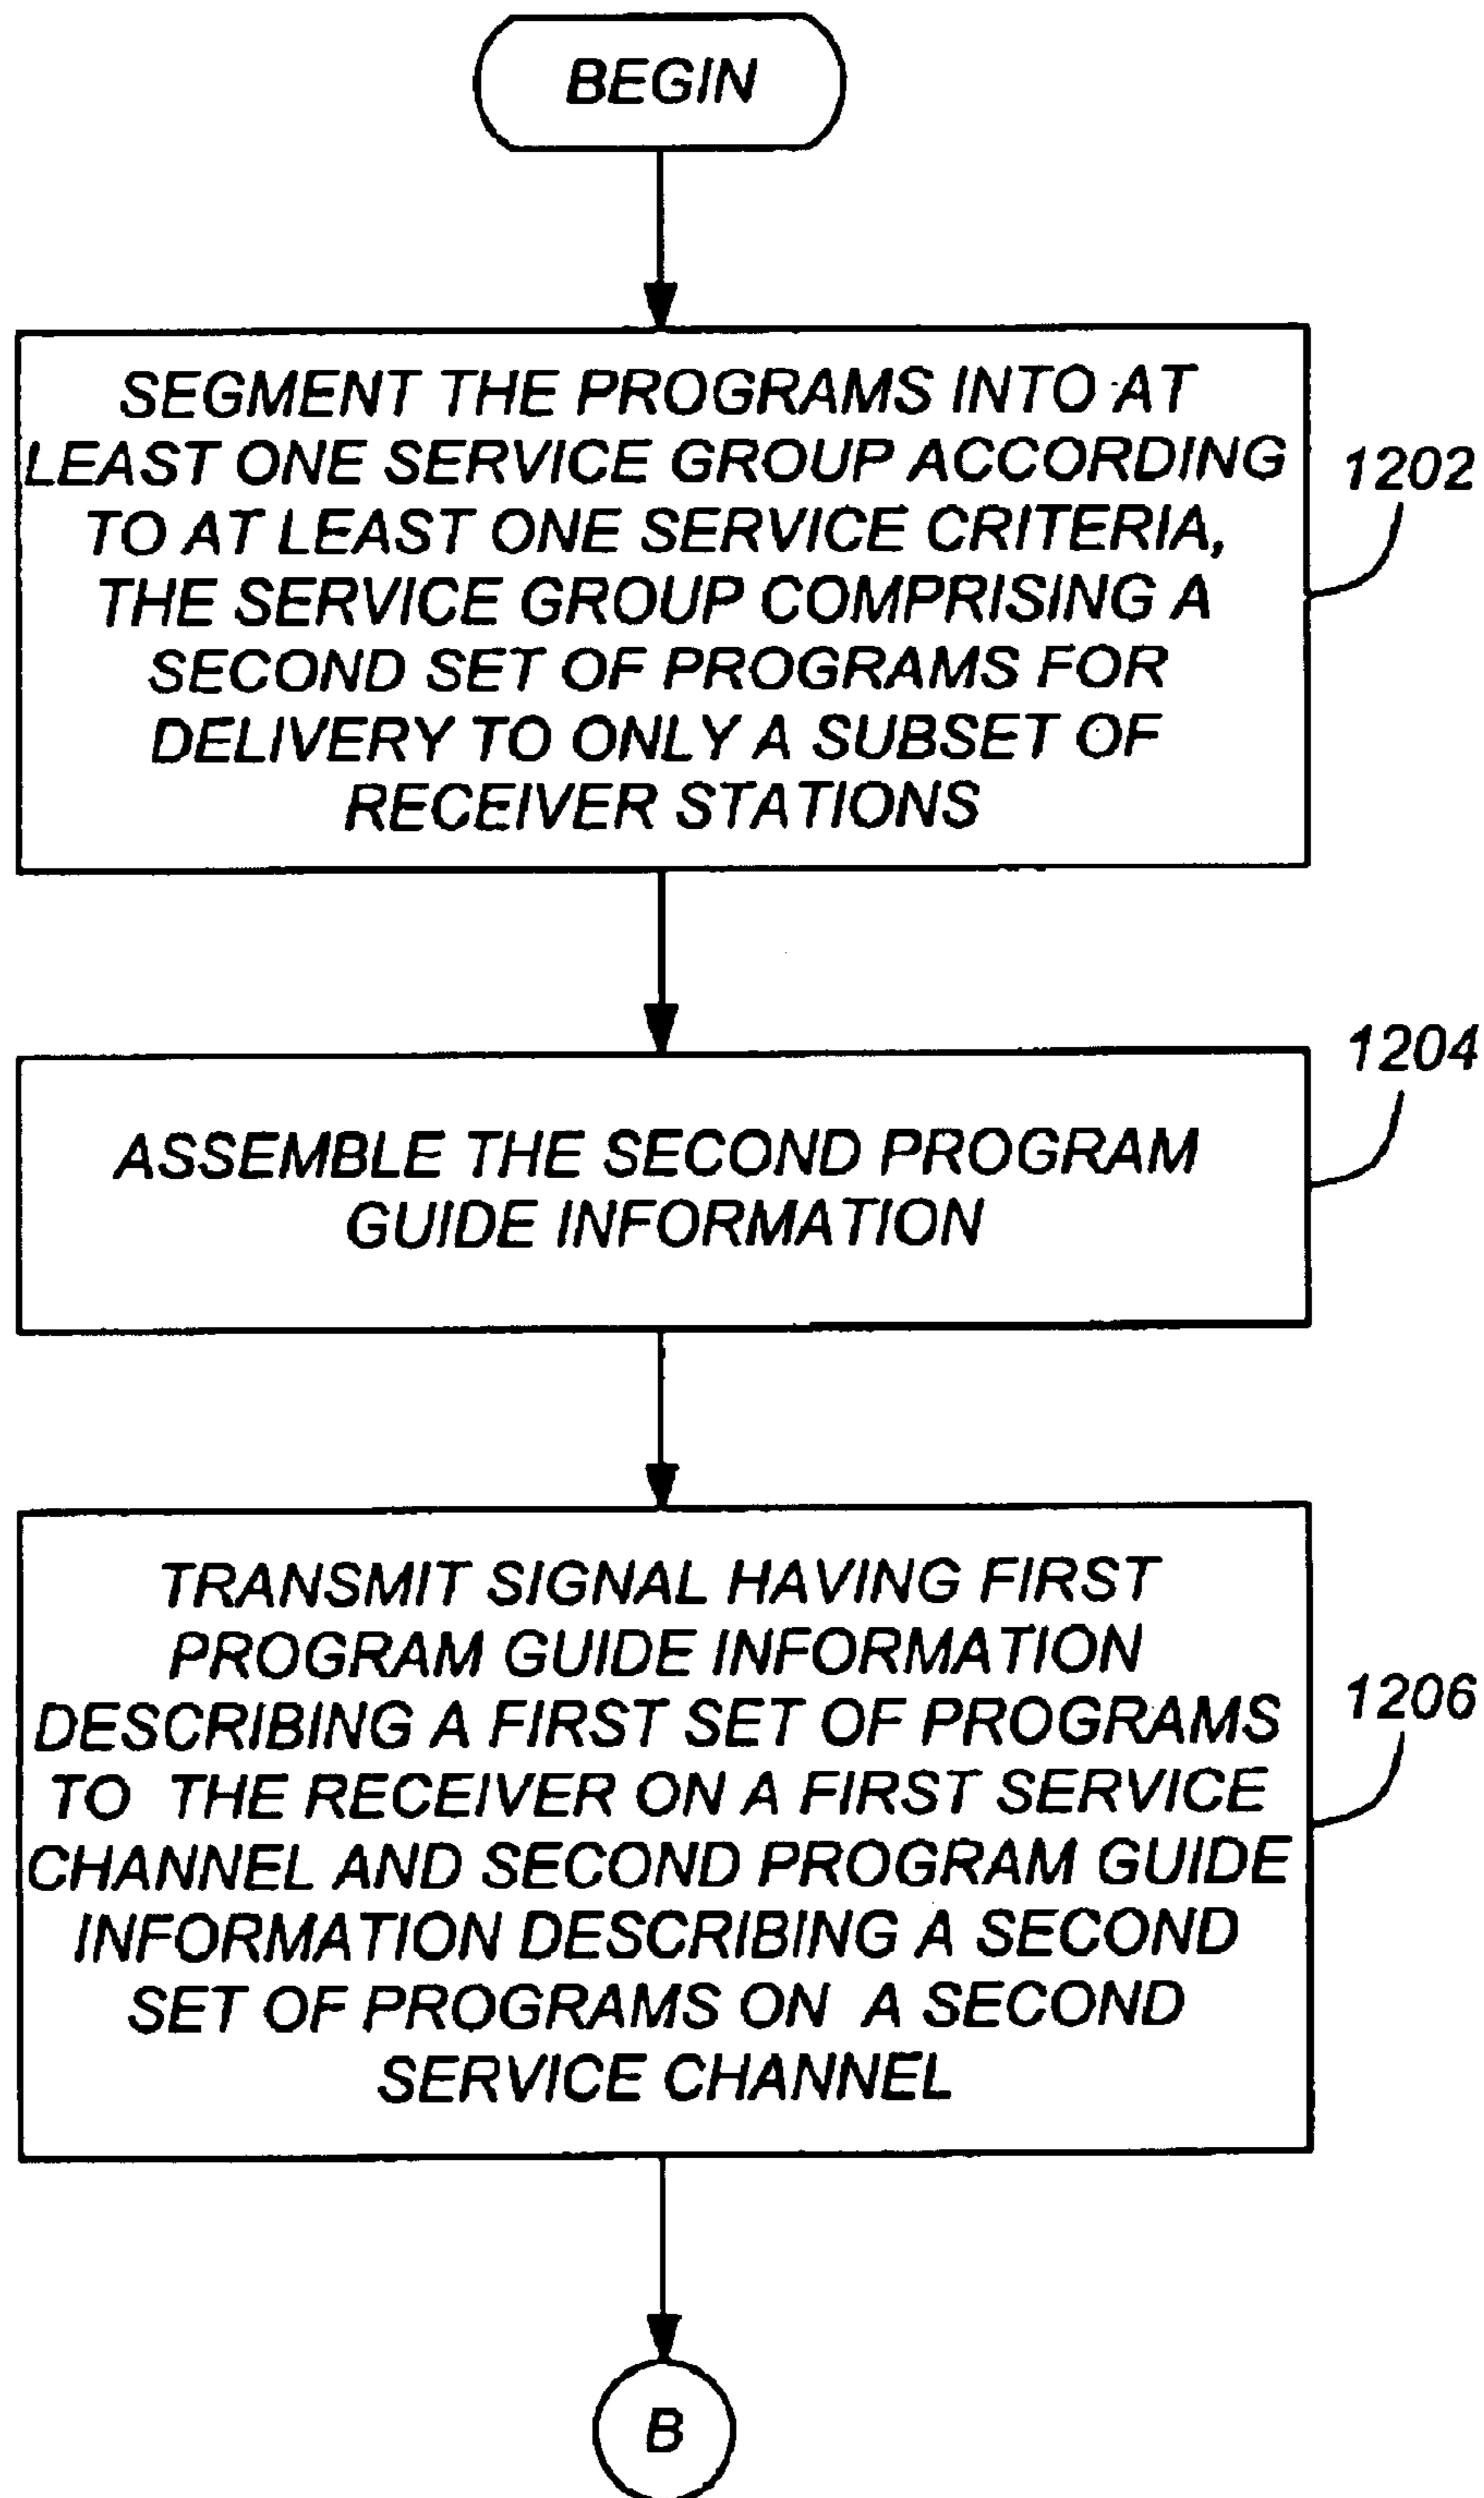 BEGIN
SEGMENT THE PROGRAMS INTO AT
LEAST ONE SERVICE GROUP ACCORDING
TO AT LEAST ONE SERVICE CRITERIA,
THE SERVICE GROUP COMPRISING A
SECOND SET OF PROGRAMS FOR
DELIVERY TO ONLY A SUBSET OF
RECEIVER STATIONS
1202
ASSEMBLE THE SECOND PROGRAM
GUIDE INFORMATION
1204
TRANSMIT SIGNAL HAVING FIRST
PROGRAM GUIDE INFORMATION
DESCRIBING A FIRST SET OF PROGRAMS
TO THE RECEIVER ON A FIRST SERVICE
CHANNEL AND SECOND PROGRAM GUIDE
INFORMATION DESCRIBING A SECOND
SET OF PROGRAMS ON A SECOND
SERVICE CHANNEL
1206
B